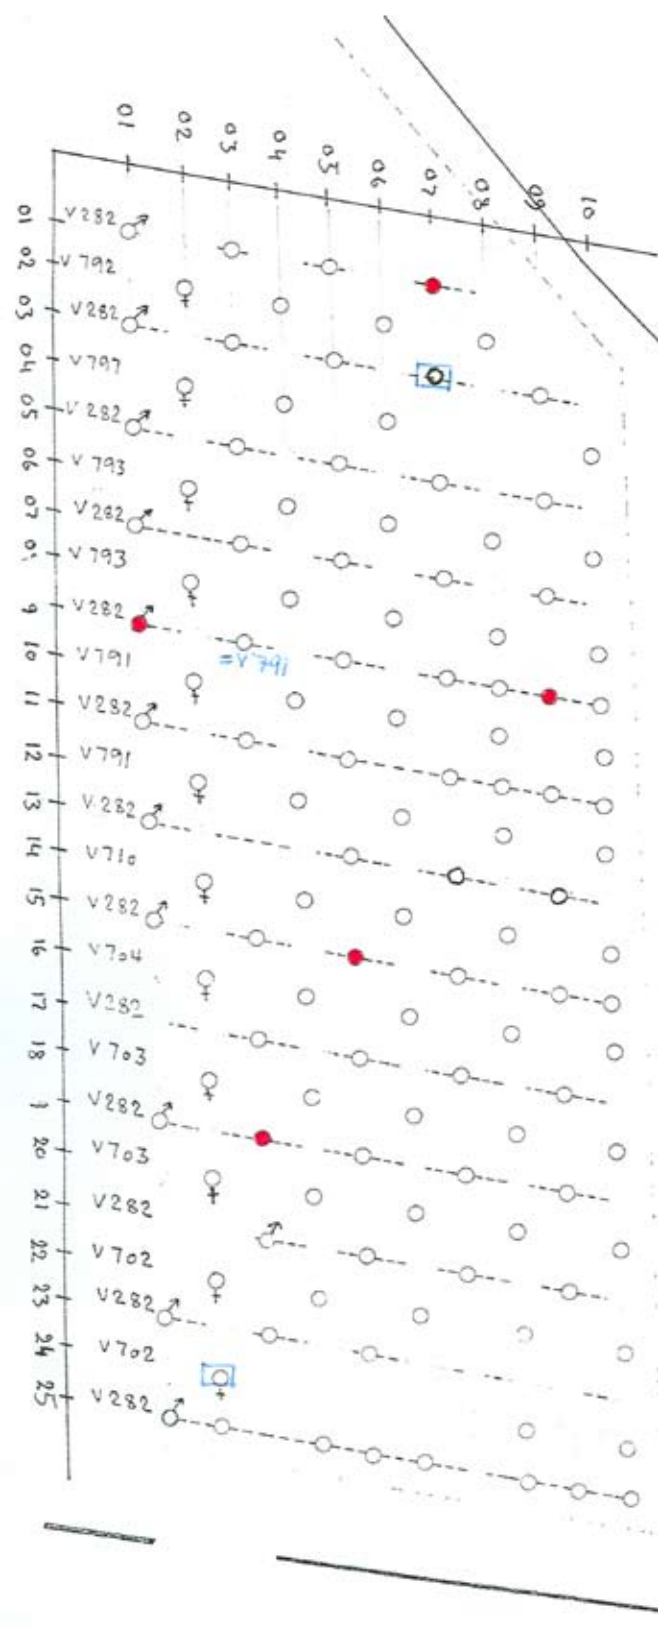 01 02 03 04 05 06 07 08 09 10
01 V282 ♂
02 V792 ♀
03 V282 ♂
04 V797 ♀
05 V282 ♂
06 V793 ♀
07 V282 ♂
V793 ♀
9 V282 ♂
=V791
10 V791 ♀
11 V282 ♂
12 V791 ♀
13 V282 ♂
14 V710 ♀
15 V282 ♂
16 V704 ♀
17 V282
18 V703 ♀
V282 ♂
20 V703 ♀
21 V282 ♂
22 V702 ♀
23 V282 ♂
24 V702 ♀
25 V282 ♂